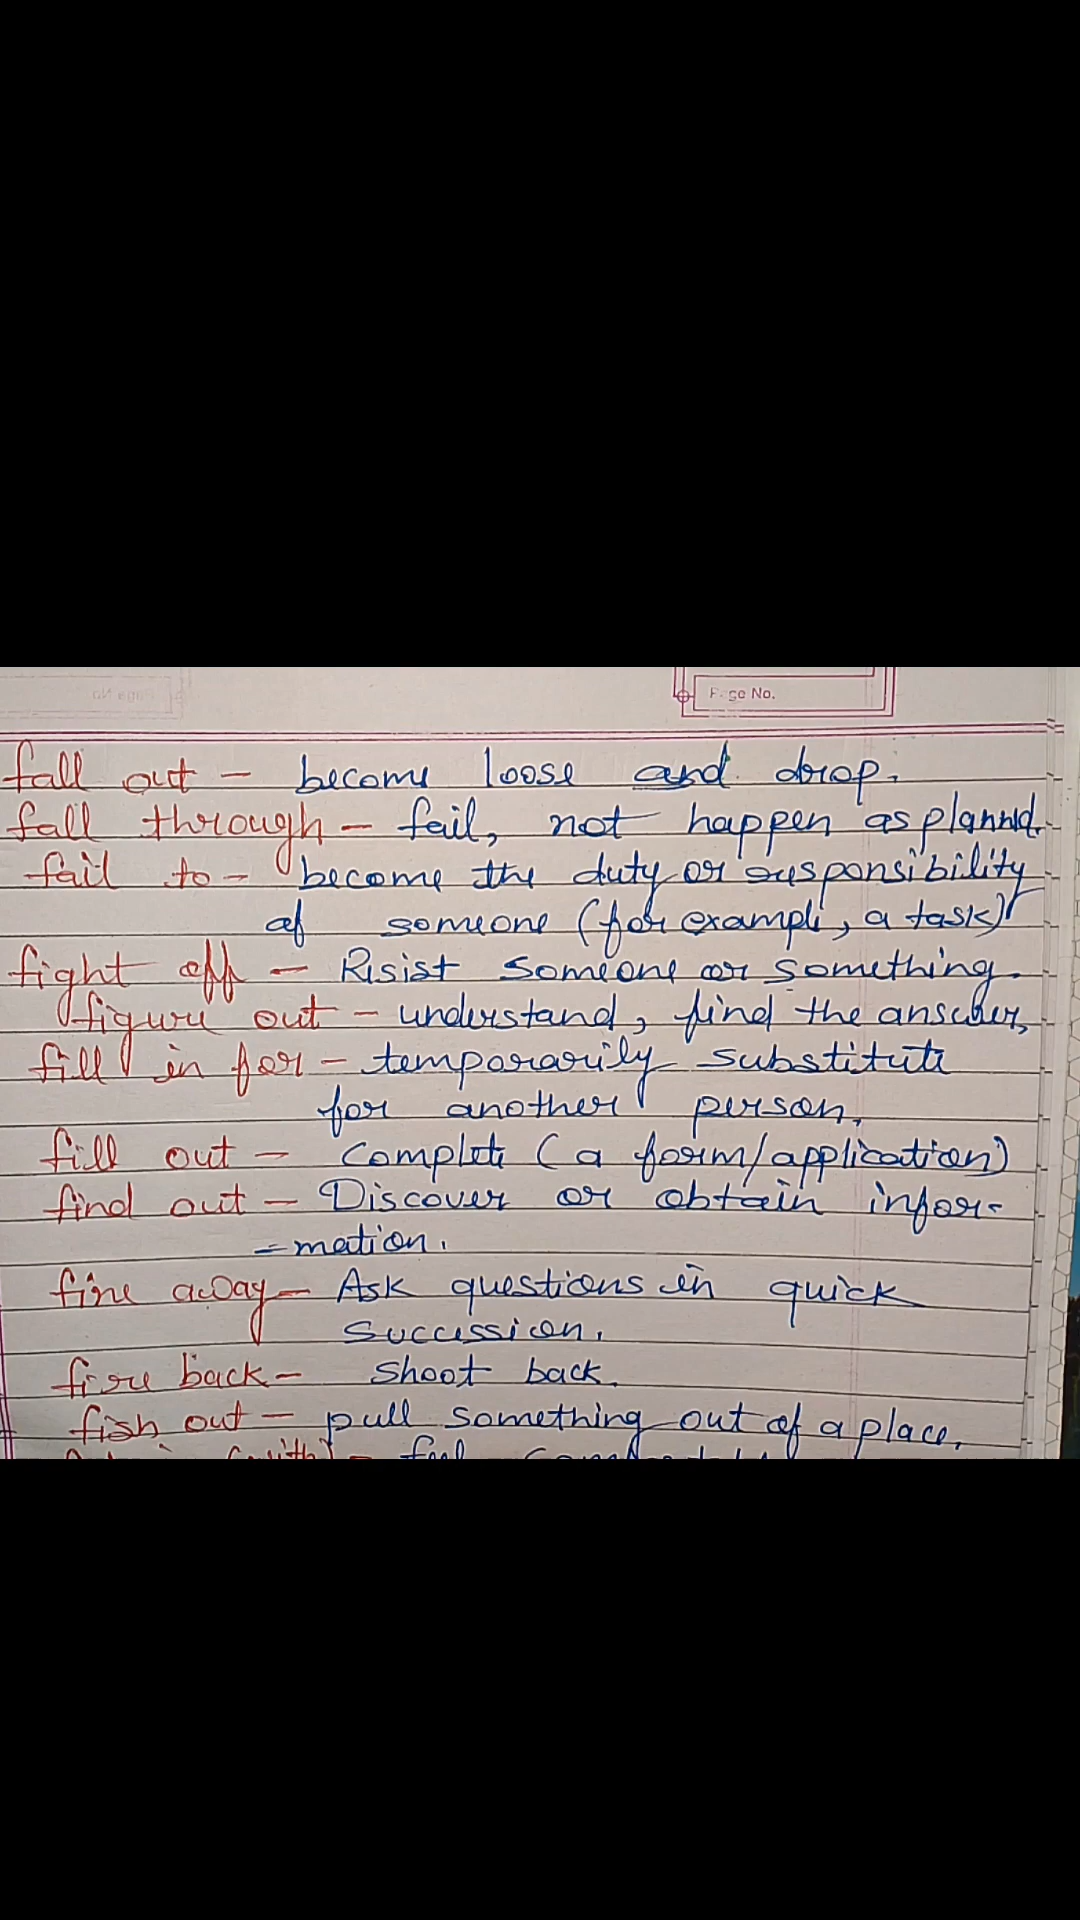 Page No.
fall out - become loose and drop.
fall through - fail, not happen as planned.
fail to - become the duty or responsibility
of someone (for example, a task)
fight off - Resist someone or something.
figure out - understand, find the answer,
fill in for - temporarily substitute
for another person.
fill out - Complete (a form/application)
find out - Discover or obtain infor-
-mation.
fire away - Ask questions in quick
Succession.
fire back - Shoot back.
fish out - pull something out of a place.
(with) - feel